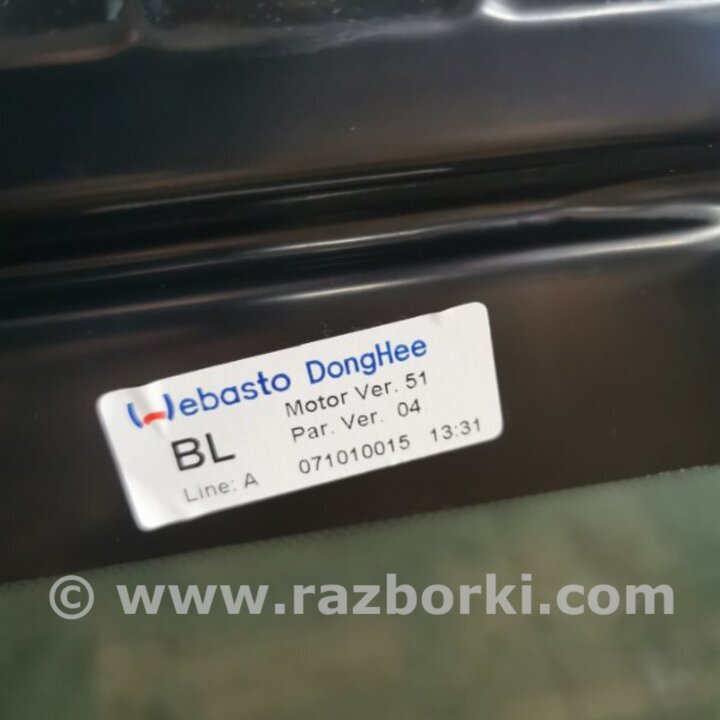 Webasto DongHee
BL
Motor Ver. 51
Par. Ver. 04
Line: A 071010015 13:31
© www.razborki.com